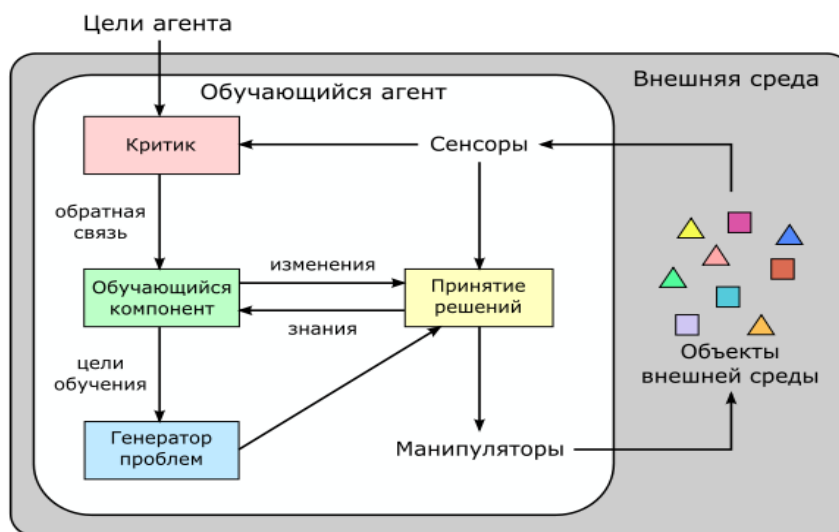 Цели агента
Внешняя среда
Обучающийся агент
Критик
Сенсоры
обратная
связь
изменения
Обучающийся
компонент
Принятие
решений
знания
цели
обучения
Объекты
внешней среды
Генератор
проблем
Манипуляторы